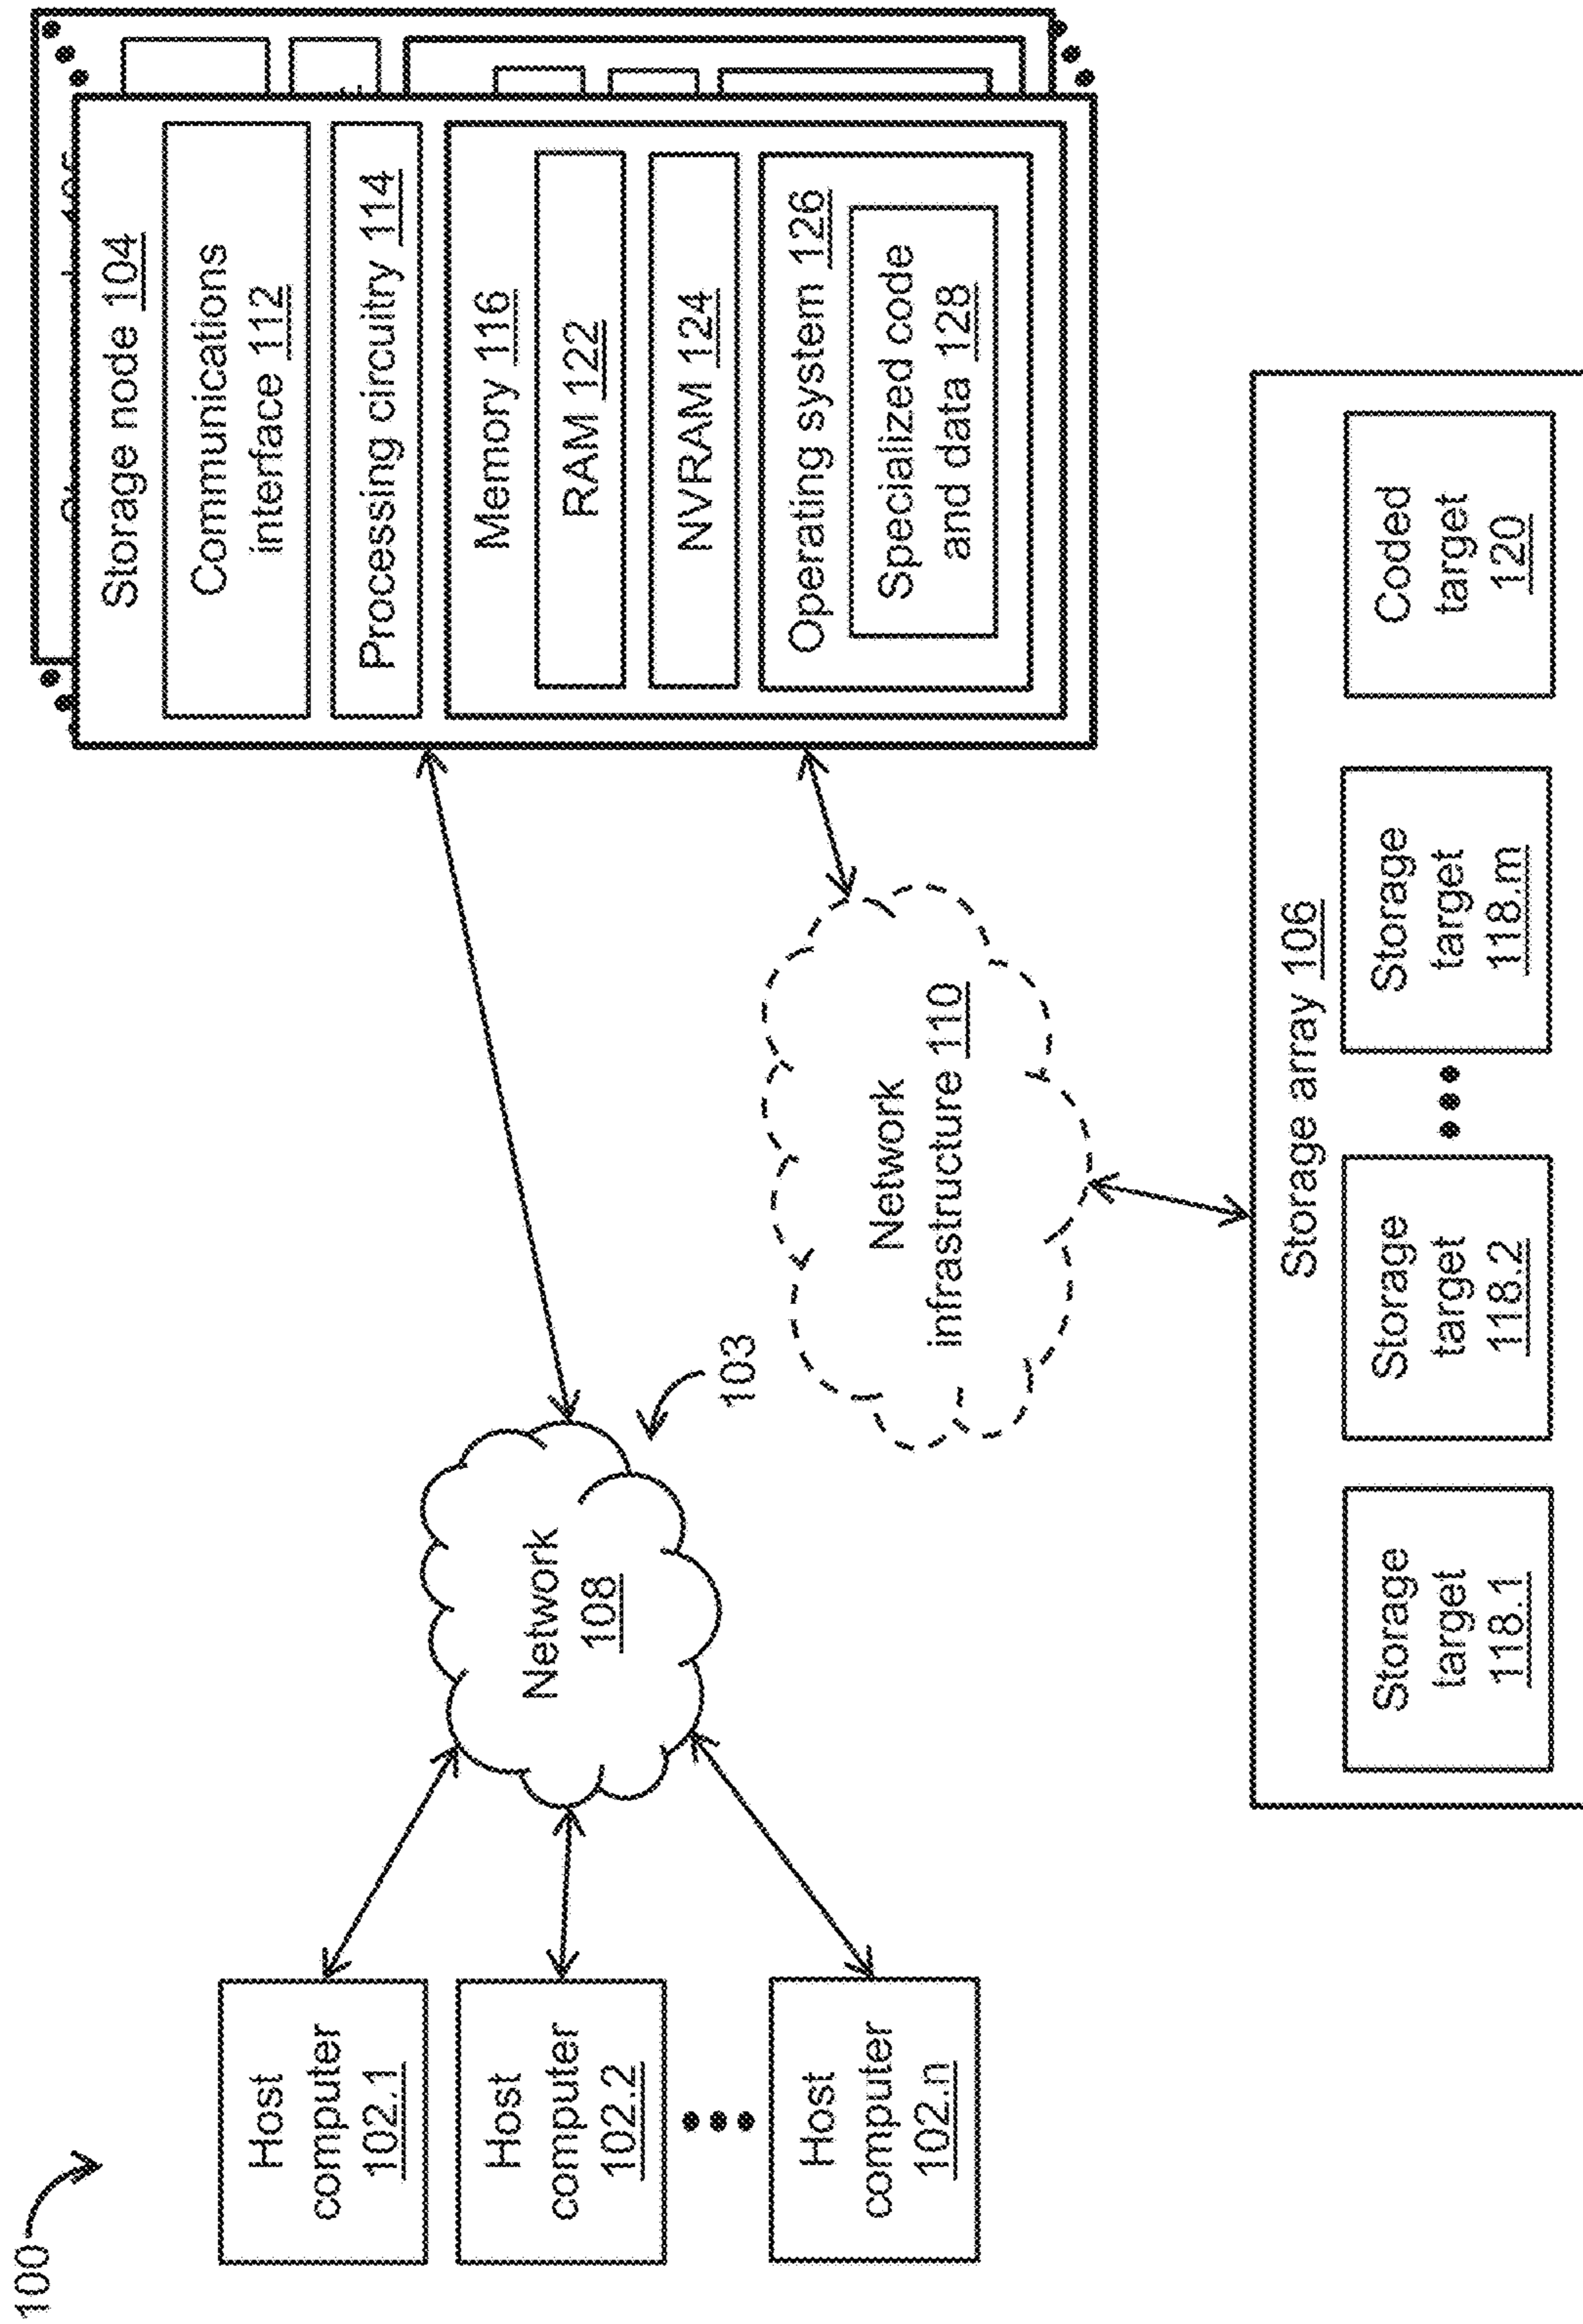 100
Host
computer
102.1
Host
computer
102.2
Host
computer
102.n
Network
108
103
Network
infrastructure 110
Storage node 104
Communications
interface 112
Processing circuitry 114
Memory 116
RAM 122
NVRAM 124
Operating system 126
Specialized code
and data 128
Storage array 106
Storage
target
118.1
Storage
target
118.2
Storage
target
118.m
Coded
target
120